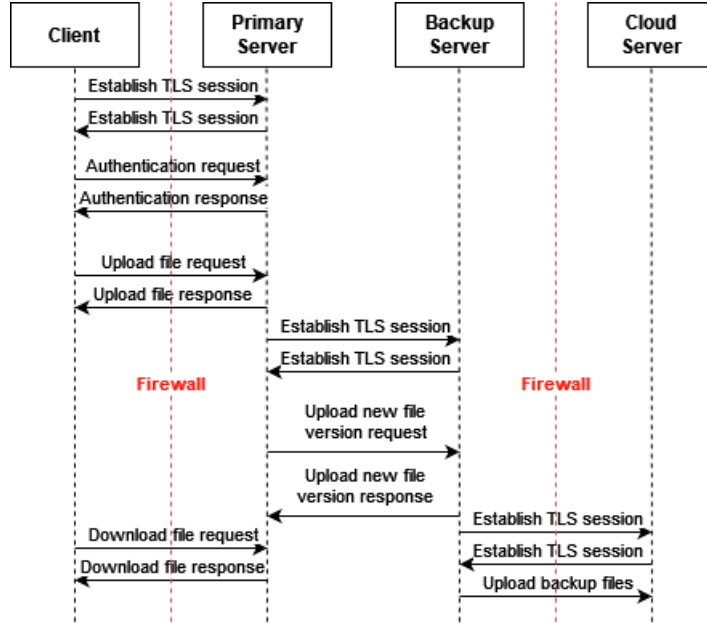 Client
Primary
Server
Backup
Server
Cloud
Server
Establish TLS session
Establish TLS session
Authentication request
Authentication response
Upload file request
Upload file response
Establish TLS session
Establish TLS session
Firewall
Firewall
Upload new file
version request
Upload new file
version response
Establish TLS session
Download file request
Establish TLS session
Download file response
Upload backup files